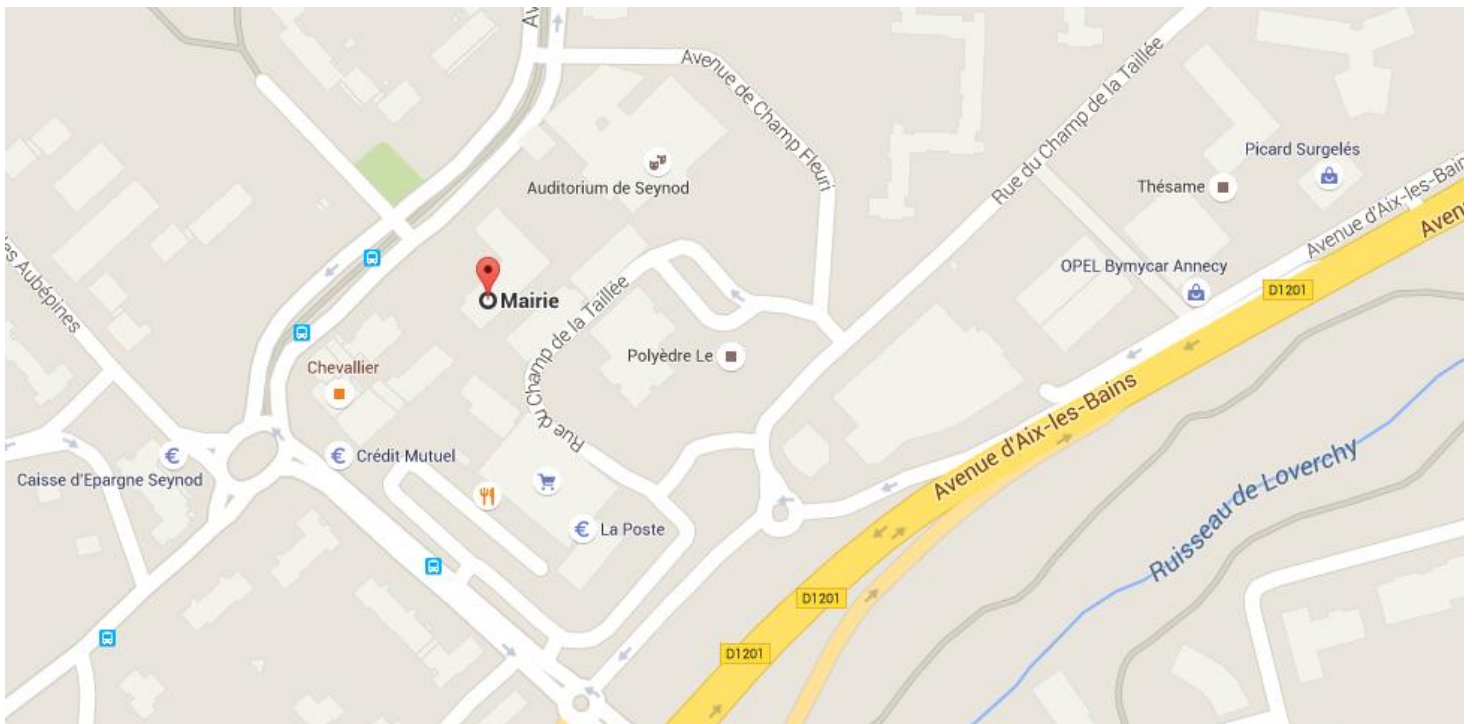 Av
Avenue de Champ Fleuri
Rue du Champ de la Taillée
Picard Surgelés
Auditorium de Seynod
Thésame
Avenue d'Aix-les-Bains
Aven
les Aubépines
OPEL Bymycar Annecy
D1201
Mairie
Rue du Champ de la Taillée
Polyèdre Le
Chevallier
Avenue d'Aix-les-Bains
Crédit Mutuel
Caisse d'Epargne Seynod
Ruisseau de Loverchy
La Poste
D1201
D1201